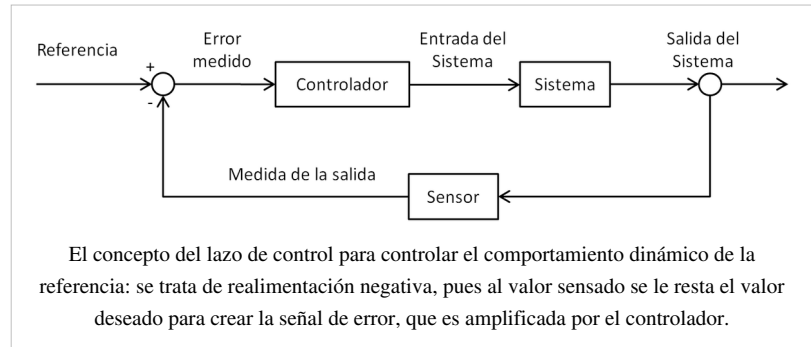 Referencia
+
-
Error
medido
Controlador
Entrada del
Sistema
Sistema
Salida del
Sistema
Medida de la salida
Sensor
El concepto del lazo de control para controlar el comportamiento dinámico de la
referencia: se trata de realimentación negativa, pues al valor sensado se le resta el valor
deseado para crear la señal de error, que es amplificada por el controlador.